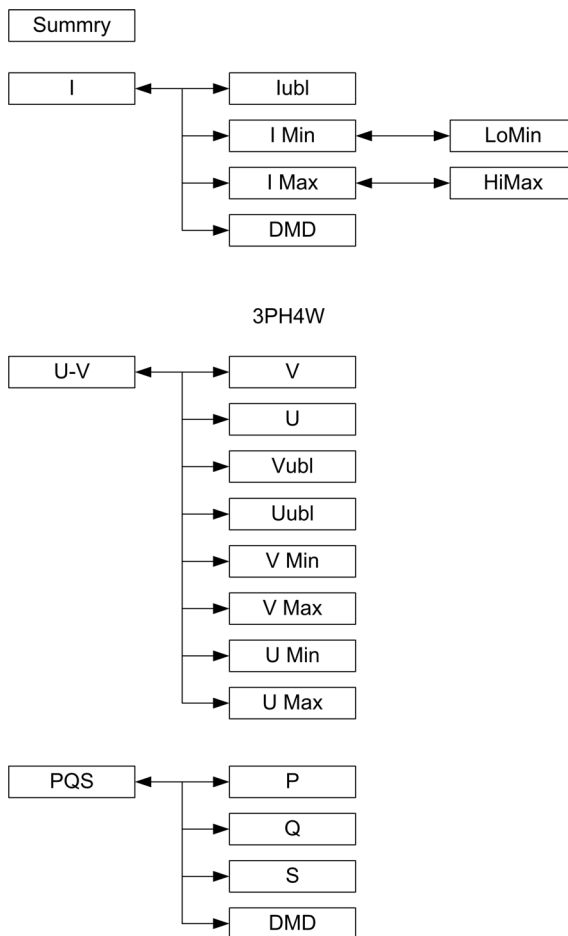 Summry
I Iubl
I Min LoMin
I Max HiMax
DMD
3PH4W
U-V V
U
Vubl
Uubl
V Min
V Max
U Min
U Max
PQS P
Q
S
DMD